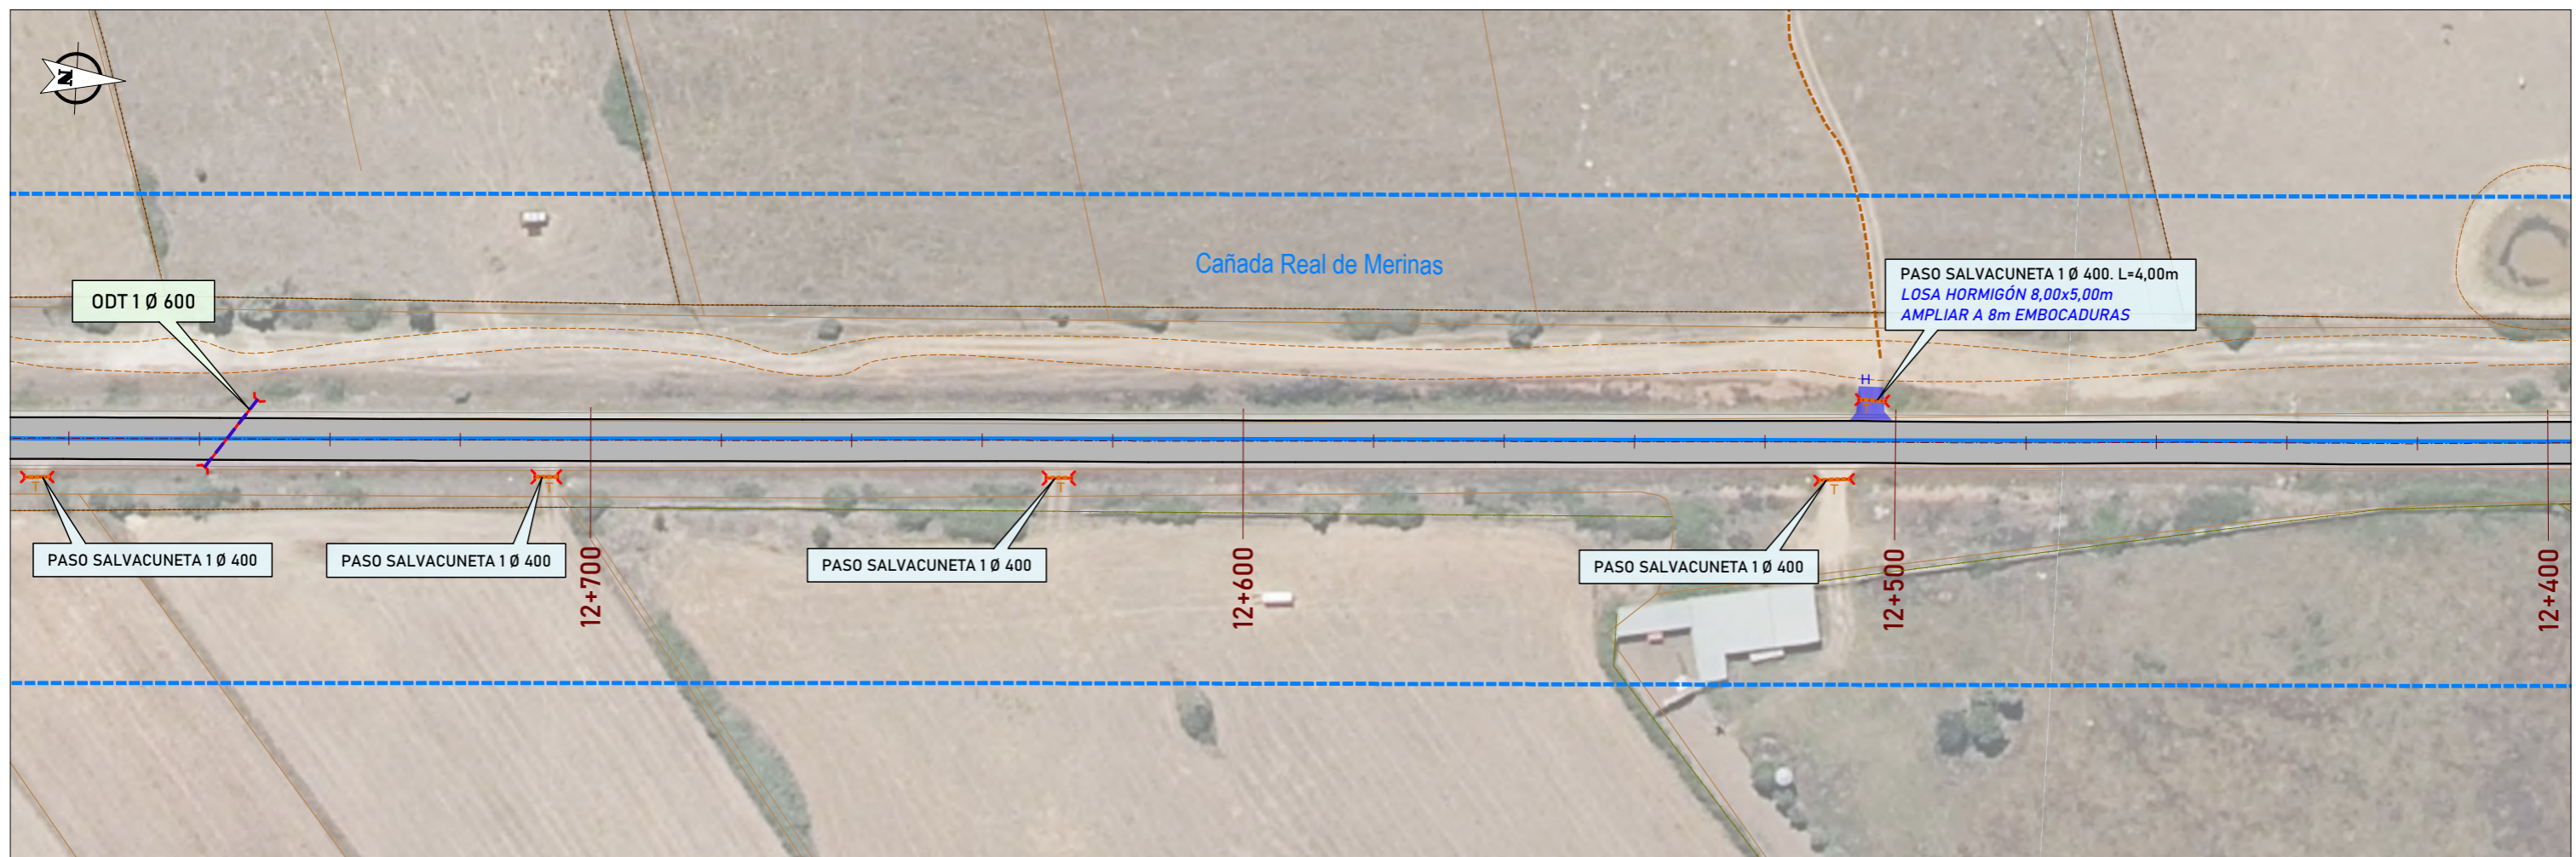 N
Cañada Real de Merinas
ODT 1 Ø 600
PASO SALVACUNETA 1 Ø 400. L=4,00m
LOSA HORMIGÓN 8,00x5,00m
AMPLIAR A 8m EMBOCADURAS
H
T
T
T
T
T
PASO SALVACUNETA 1 Ø 400
PASO SALVACUNETA 1 Ø 400
PASO SALVACUNETA 1 Ø 400
PASO SALVACUNETA 1 Ø 400
12+700
12+600
12+500
12+400